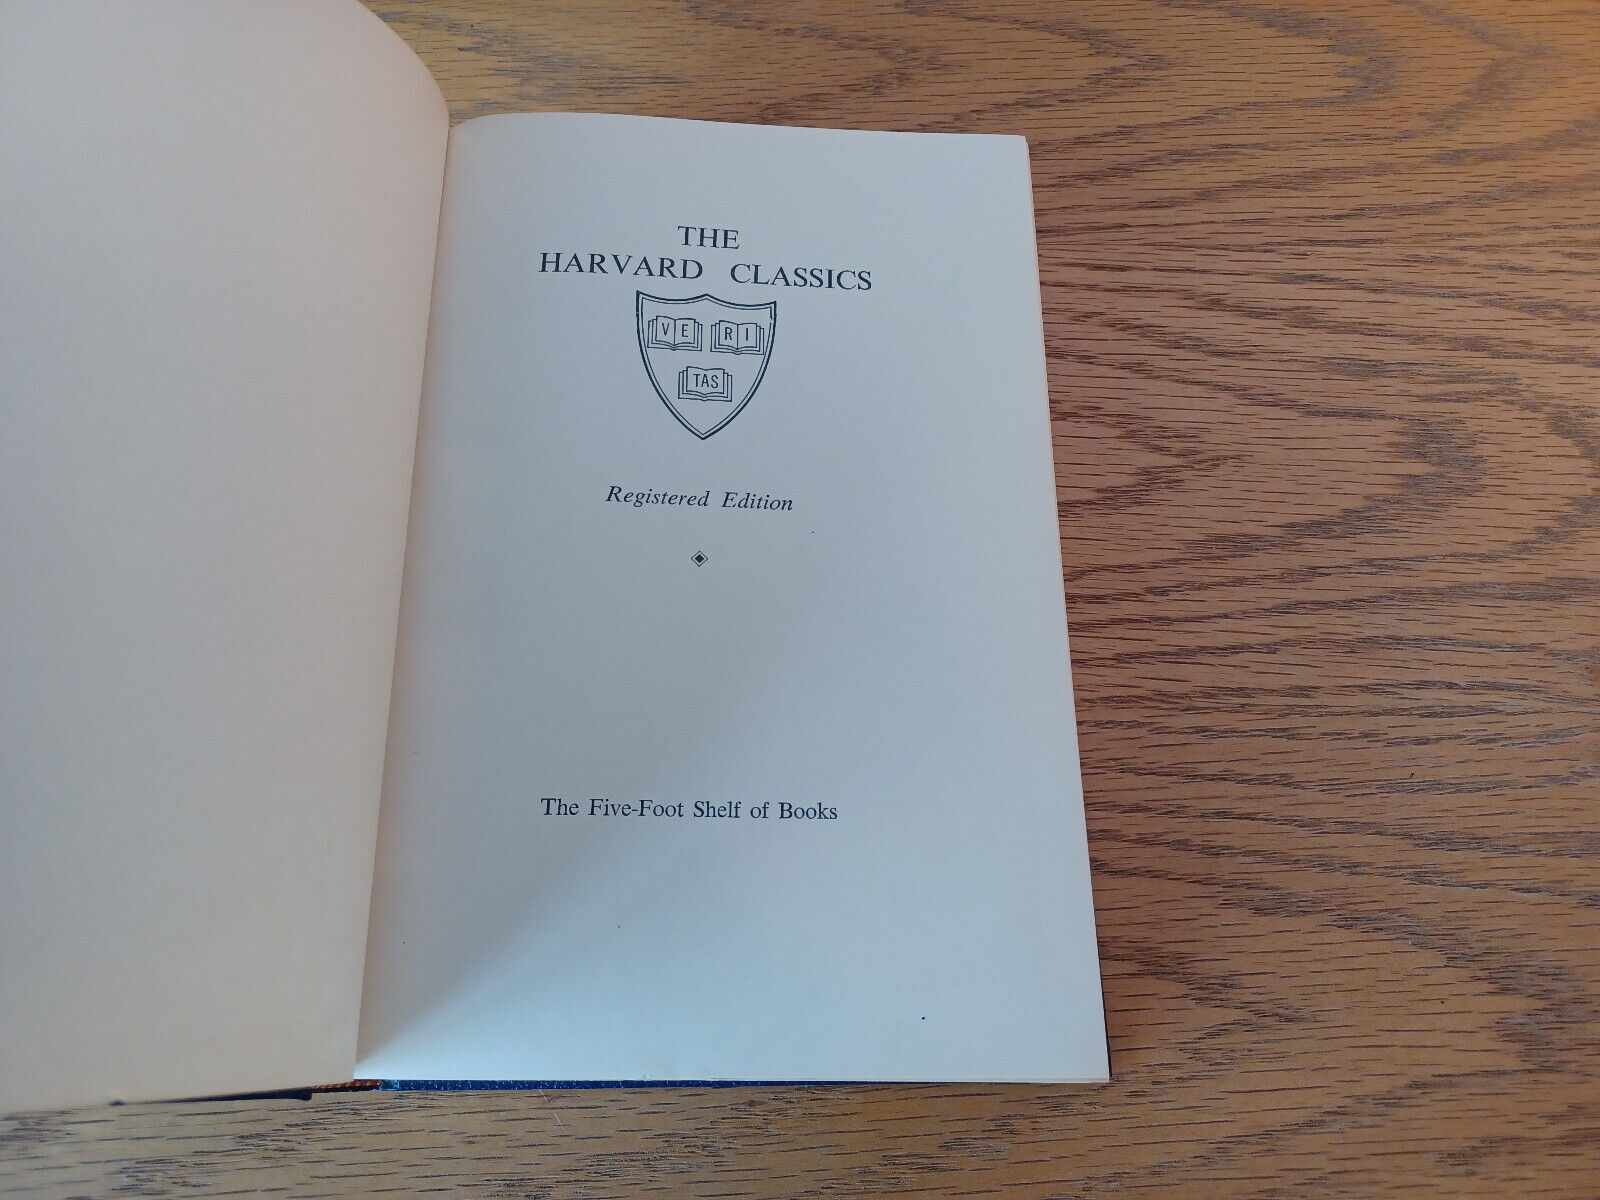 THE
HARVARD CLASSICS
VE RI
TAS
Registered Edition
The Five-Foot Shelf of Books